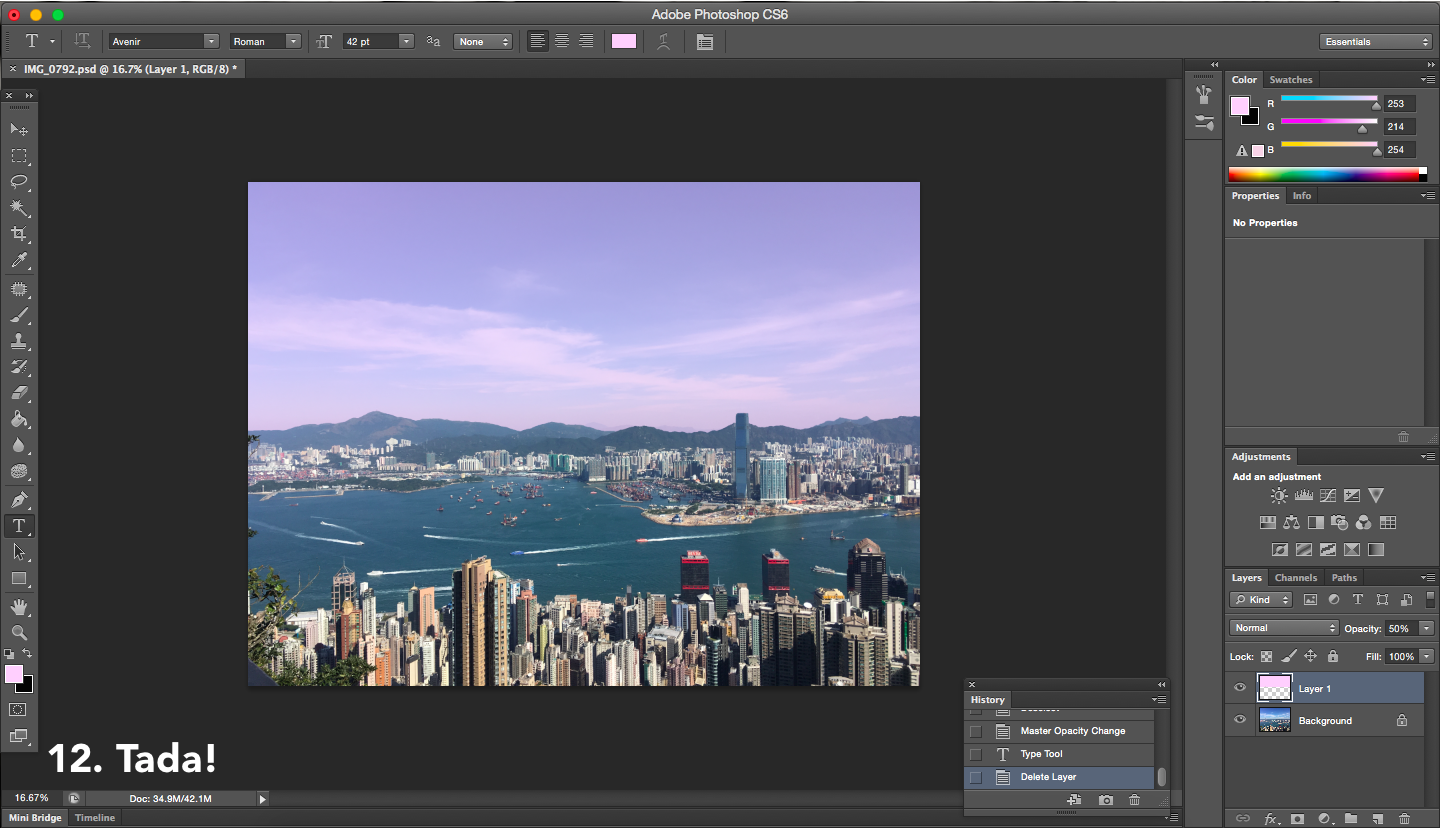 Adobe Photoshop CS6
T Avenir Roman 42 pt None Essentials
IMG_0792.psd @ 16.7% (Layer 1, RGB/8) *
Color Swatches
R 253
G 214
B 254
Properties Info
No Properties
Adjustments
Add an adjustment
Layers Channels Paths
Kind
Normal Opacity: 50%
Lock: Fill: 100%
Layer 1
Background
History
Master Opacity Change
Type Tool
Delete Layer
12. Tada!
16.67% Doc: 34.9M/42.1M
Mini Bridge Timeline